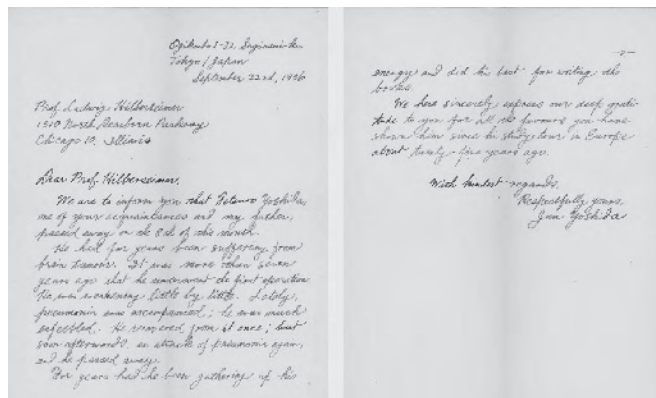 Ogikubo 1-22, Suginami-ku
Tokyo / Japan
September 22nd, 1956
Prof. Ludwig Hilberseimer
1520 North Dearborn Parkway
Chicago 10. Illinois
Dear Prof. Hilberseimer,
We are to inform you that Tetsuro Yoshida,
one of your acquaintances and my father,
passed away on the 8th of this month.
He had for years been suffering from
brain tumour. It was more than seven
years ago that he underwent the first operation.
He was weakening little by little. Lately,
pneumonia was accompanied; he was much
enfeebled. He recovered from it once; but
soon afterwards, an attack of pneumonia again,
and he passed away.
For years had he been gathering up his
-2-
energy and did his best for writing the
books.
We here sincerely express our deep grati-
tude to you for all the favours you have
shown him since his study tour in Europe
about twenty-five years ago.
With kindest regards.
Respectfully yours,
Jun Yoshida